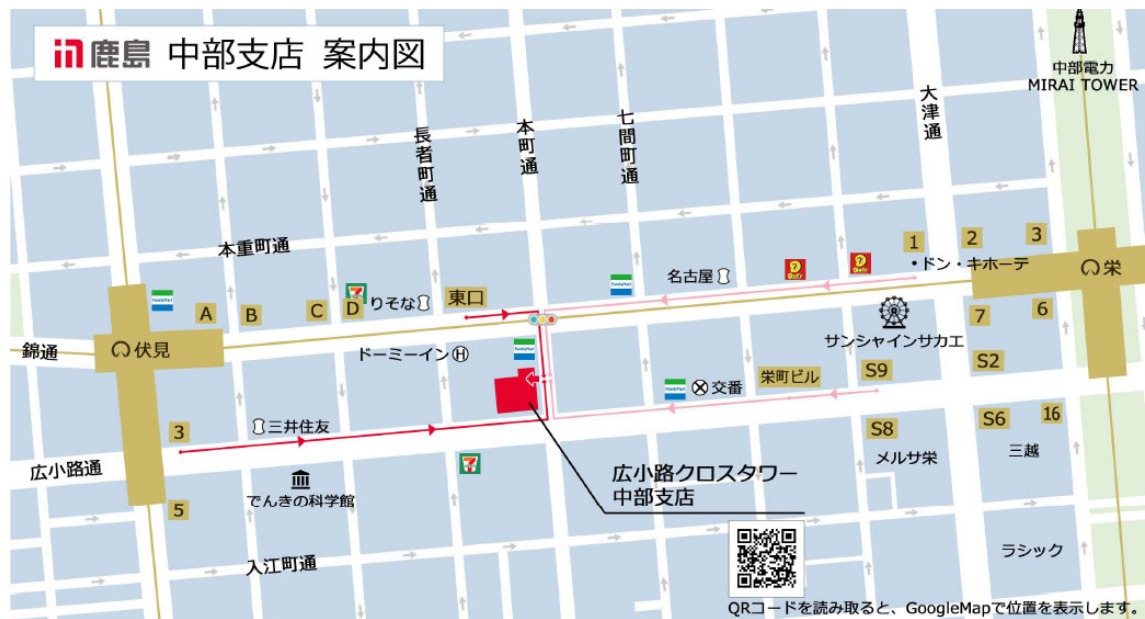 鹿島 中部支店 案内図
中部電力
MIRAI TOWER
大津通
七間町通
本町通
長者町通
本重町通
1
2
3
・ドン・キホーテ
栄
名古屋
FamilyMart
東口
りそな
D
C
B
A
FamilyMart
伏見
錦通
ドーミーイン H
FamilyMart
サンシャインサカエ
7
6
S2
S9
栄町ビル
交番
FamilyMart
3
三井住友
広小路通
でんきの科学館
5
入江町通
広小路クロスタワー
中部支店
S8
メルサ栄
S6
16
三越
ラシック
QRコードを読み取ると、GoogleMapで位置を表示します。